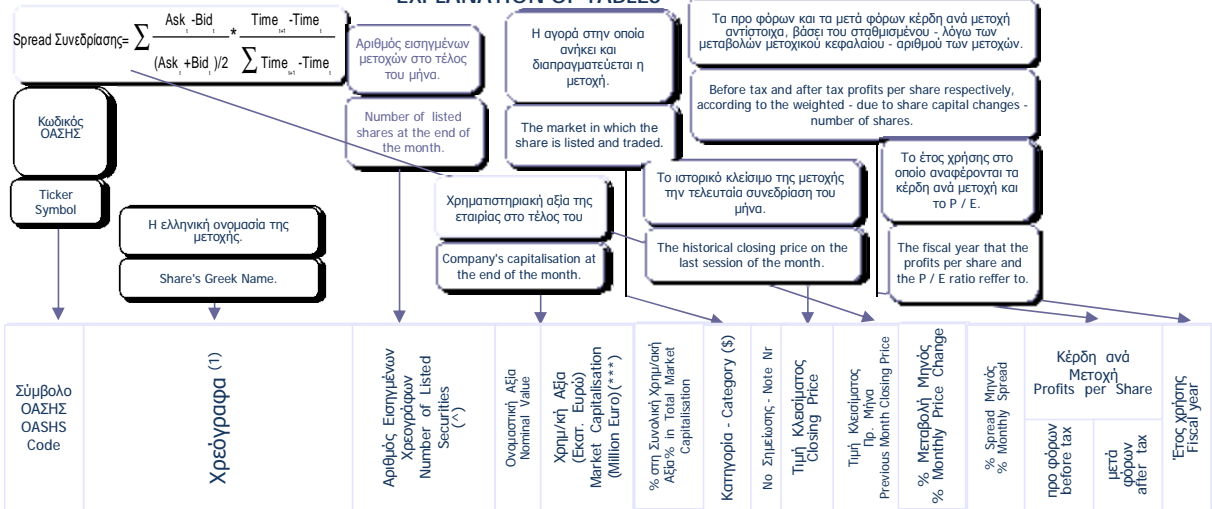 EXPLANATION OF TABLES
Spread Συνεδρίασης= ∑ Ask t -Bid t / (Ask t +Bid t )/2 * Time t+1 -Time t / ∑ Time t+1 -Time t
Κωδικός
ΟΑΣΗΣ
Ticker
Symbol
Η ελληνική ονομασία της
μετοχής.
Share's Greek Name.
Αριθμός εισηγμένων
μετοχών στο τέλος
του μήνα.
Number of listed
shares at the end of
the month.
Χρηματιστηριακή αξία της
εταιρίας στο τέλος του
Company's capitalisation at
the end of the month.
Η αγορά στην οποία
ανήκει και
διαπραγματεύεται η
μετοχή.
The market in which the
share is listed and traded.
Το ιστορικό κλείσιμο της μετοχής
την τελευταία συνεδρίαση του
μήνα.
The historical closing price on the
last session of the month.
Τα προ φόρων και τα μετά φόρων κέρδη ανά μετοχή
αντίστοιχα, βάσει του σταθμισμένου - λόγω των
μεταβολών μετοχικού κεφαλαίου - αριθμού των μετοχών.
Before tax and after tax profits per share respectively,
according to the weighted - due to share capital changes -
number of shares.
Το έτος χρήσης στο
οποίο αναφέρονται τα
κέρδη ανά μετοχή και
το P / E.
The fiscal year that the
profits per share and
the P / E ratio reffer to.
Σύμβολο
ΟΑΣΗΣ
OASHS
Code
Χρεόγραφα (1)
Αριθμός Εισηγμένων
Χρεογράφων
Number of Listed
Securities
(^)
Ονομαστική Αξία
Nominal Value
Χρημ/κή Αξία
(Εκατ. Ευρώ)
Market Capitalisation
(Million Euro)(***)
% στη Συνολική Χρημ/ιακή
Αξία% in Total Market
Capitalisation
Κατηγορία - Category ($)
Νο Σημείωσης - Note Nr
Τιμή Κλεισίματος
Closing Price
Τιμή Κλεισίματος
Πρ. Μήνα
Previous Month Closing Price
% Μεταβολή Μηνός
% Monthly Price Change
% Spread Μηνός
% Monthly Spread
Κέρδη ανά
Μετοχή
Profits per Share
προ φόρων
before tax
μετά
φόρων
after tax
Έτος χρήσης
Fiscal year